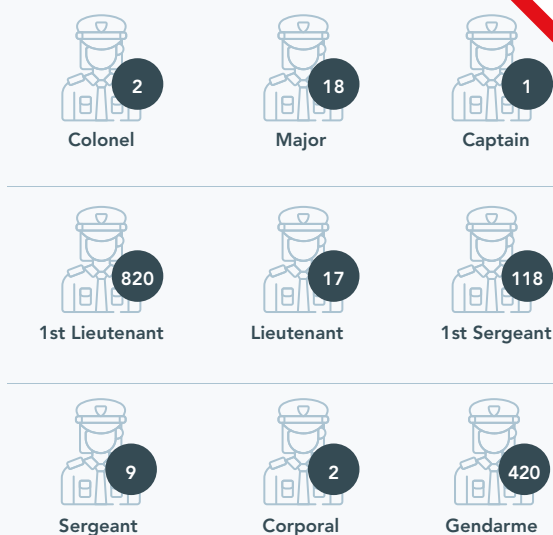 2 18 1
Colonel Major Captain
820 17 118
1st Lieutenant Lieutenant 1st Sergeant
9 2 420
Sergeant Corporal Gendarme